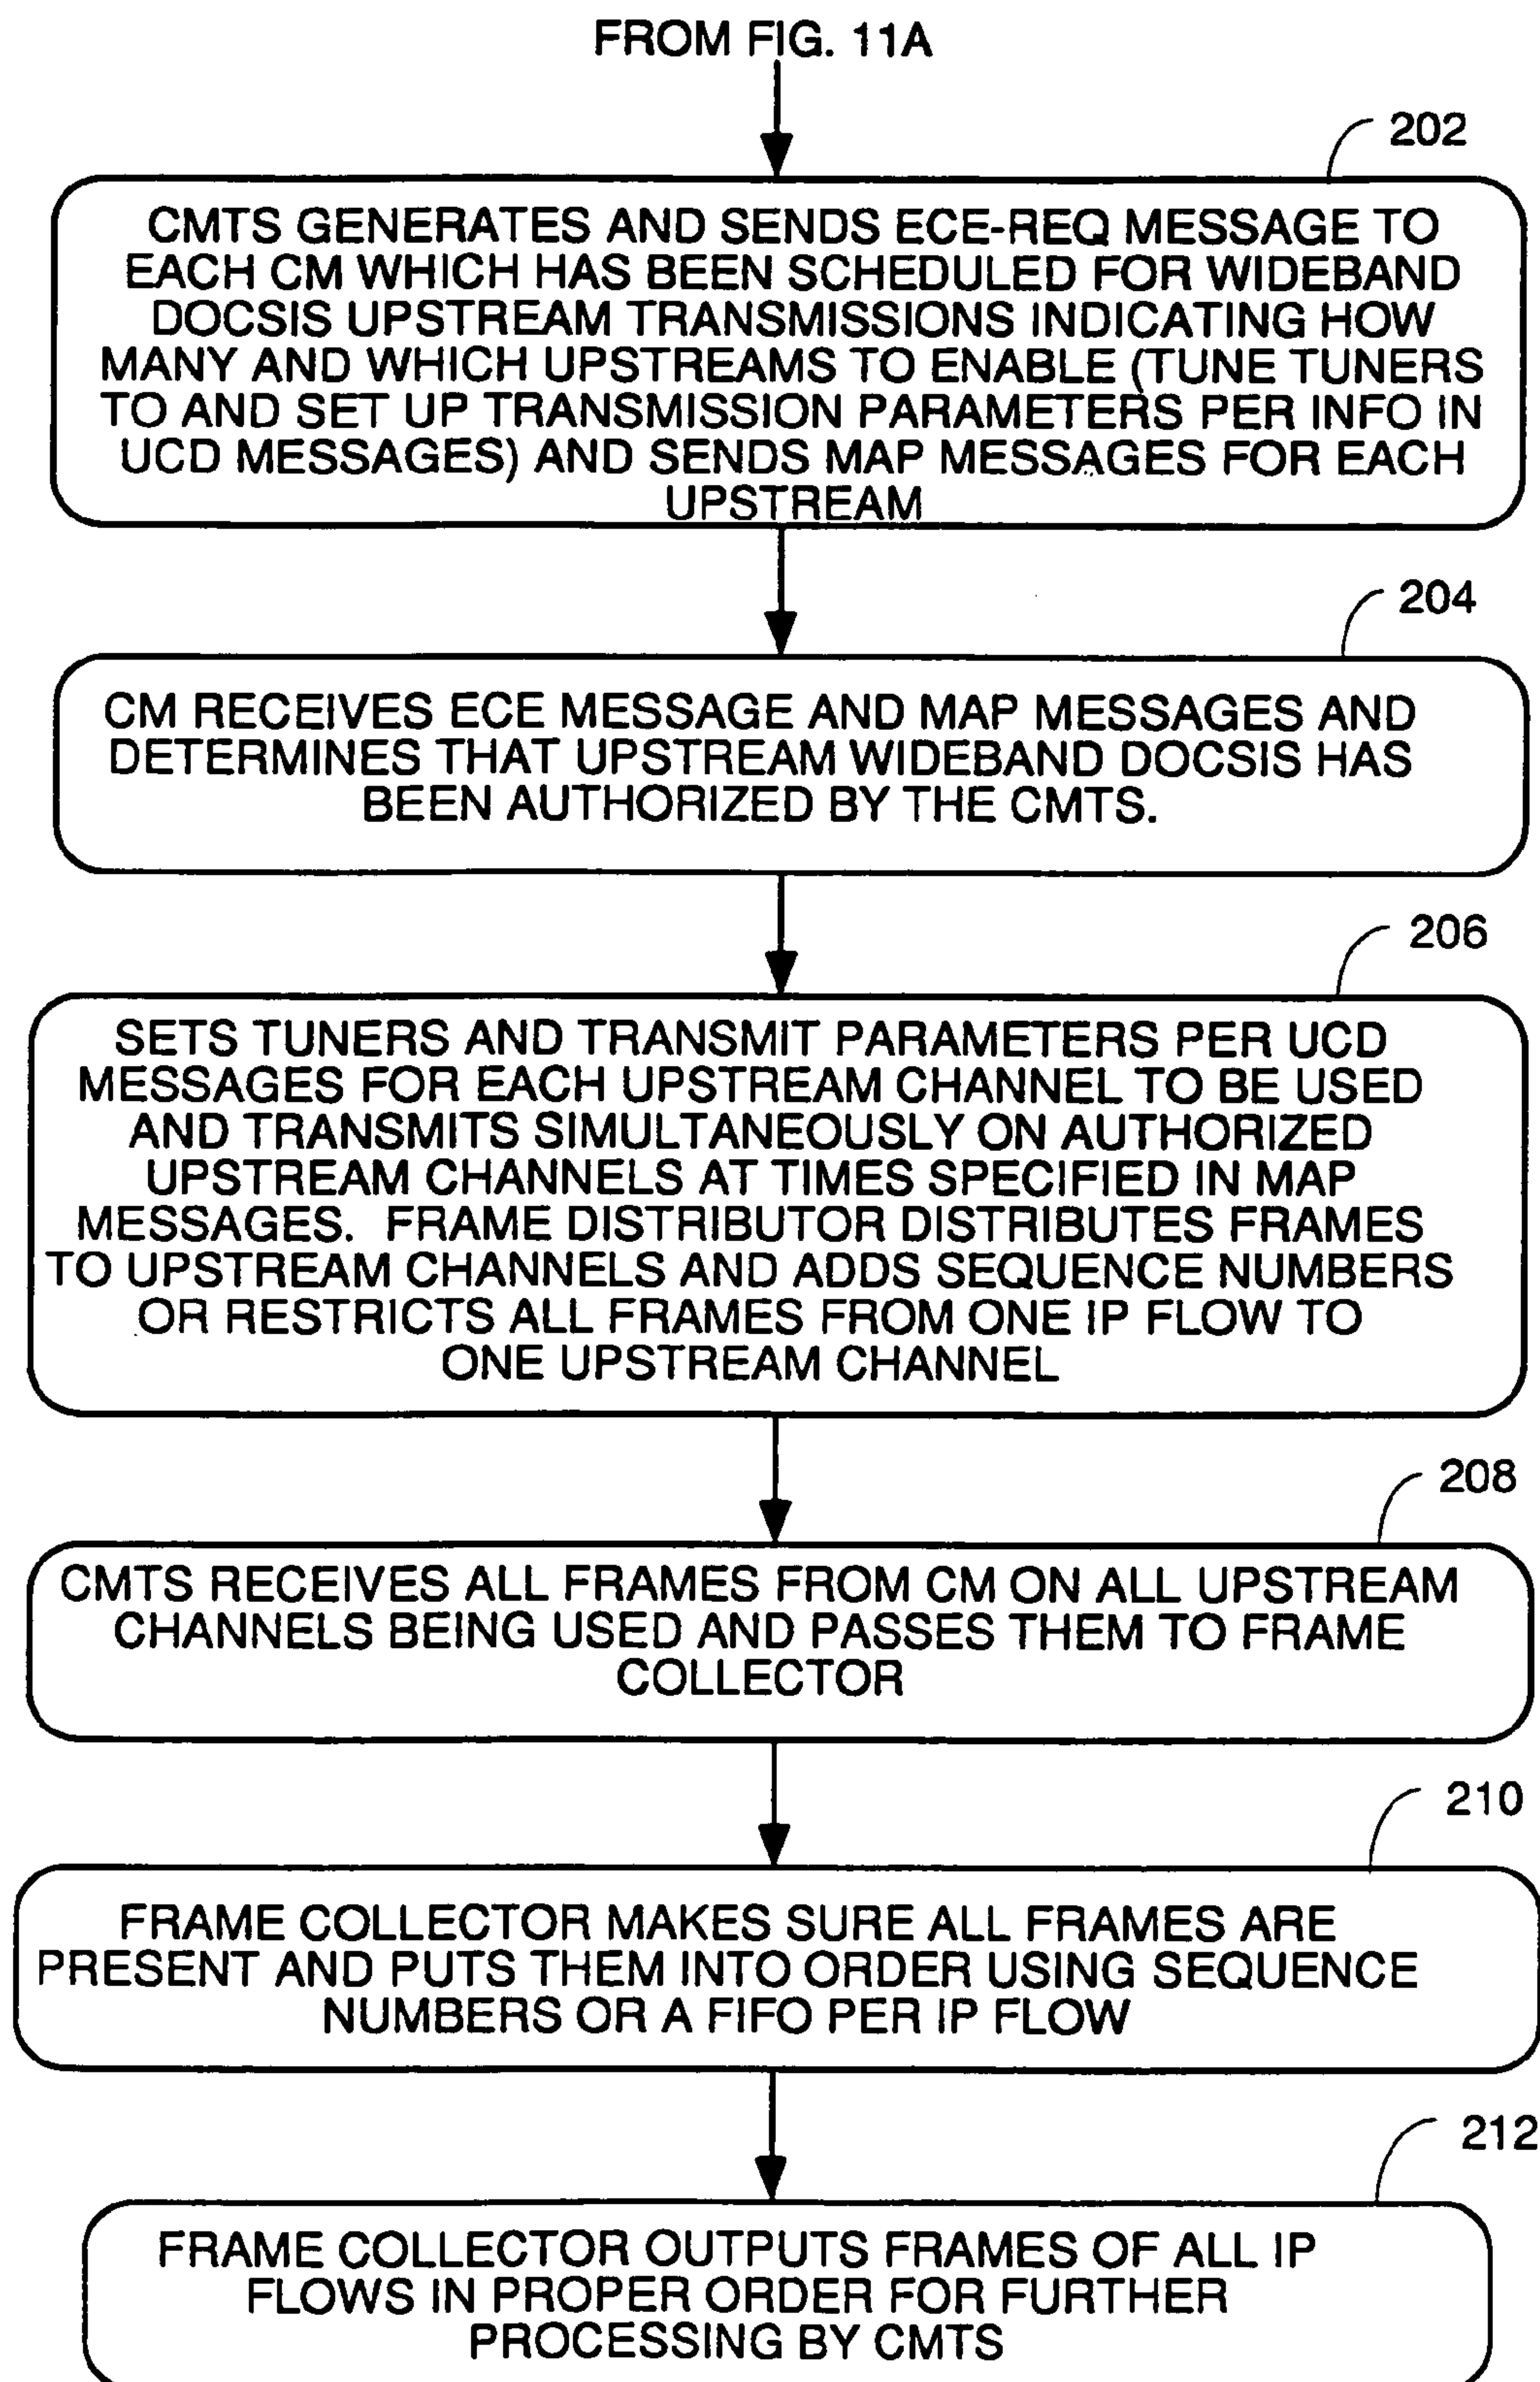 FROM FIG. 11A
202
CMTS GENERATES AND SENDS ECE-REQ MESSAGE TO
EACH CM WHICH HAS BEEN SCHEDULED FOR WIDEBAND
DOCSIS UPSTREAM TRANSMISSIONS INDICATING HOW
MANY AND WHICH UPSTREAMS TO ENABLE (TUNE TUNERS
TO AND SET UP TRANSMISSION PARAMETERS PER INFO IN
UCD MESSAGES) AND SENDS MAP MESSAGES FOR EACH
UPSTREAM
204
CM RECEIVES ECE MESSAGE AND MAP MESSAGES AND
DETERMINES THAT UPSTREAM WIDEBAND DOCSIS HAS
BEEN AUTHORIZED BY THE CMTS.
206
SETS TUNERS AND TRANSMIT PARAMETERS PER UCD
MESSAGES FOR EACH UPSTREAM CHANNEL TO BE USED
AND TRANSMITS SIMULTANEOUSLY ON AUTHORIZED
UPSTREAM CHANNELS AT TIMES SPECIFIED IN MAP
MESSAGES. FRAME DISTRIBUTOR DISTRIBUTES FRAMES
TO UPSTREAM CHANNELS AND ADDS SEQUENCE NUMBERS
OR RESTRICTS ALL FRAMES FROM ONE IP FLOW TO
ONE UPSTREAM CHANNEL
208
CMTS RECEIVES ALL FRAMES FROM CM ON ALL UPSTREAM
CHANNELS BEING USED AND PASSES THEM TO FRAME
COLLECTOR
210
FRAME COLLECTOR MAKES SURE ALL FRAMES ARE
PRESENT AND PUTS THEM INTO ORDER USING SEQUENCE
NUMBERS OR A FIFO PER IP FLOW
212
FRAME COLLECTOR OUTPUTS FRAMES OF ALL IP
FLOWS IN PROPER ORDER FOR FURTHER
PROCESSING BY CMTS